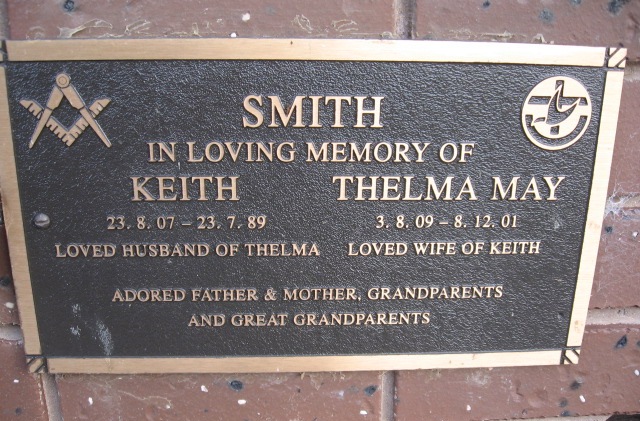 SMITH
IN LOVING MEMORY OF
KEITH THELMA MAY
23. 8. 07 – 23. 7. 89 3. 8. 09 – 8. 12. 01
LOVED HUSBAND OF THELMA LOVED WIFE OF KEITH
ADORED FATHER & MOTHER, GRANDPARENTS
AND GREAT GRANDPARENTS